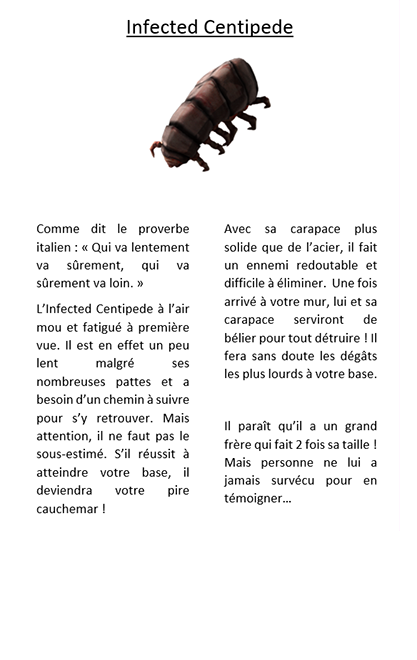 Infected Centipede
Comme dit le proverbe
italien : « Qui va lentement
va sûrement, qui va
sûrement va loin. »
L’Infected Centipede à l’air
mou et fatigué à première
vue. Il est en effet un peu
lent malgré ses
nombreuses pattes et a
besoin d’un chemin à suivre
pour s’y retrouver. Mais
attention, il ne faut pas le
sous-estimé. S’il réussit à
atteindre votre base, il
deviendra votre pire
cauchemar !
Avec sa carapace plus
solide que de l’acier, il fait
un ennemi redoutable et
difficile à éliminer. Une fois
arrivé à votre mur, lui et sa
carapace serviront de
bélier pour tout détruire ! Il
fera sans doute les dégâts
les plus lourds à votre base.
Il paraît qu’il a un grand
frère qui fait 2 fois sa taille !
Mais personne ne lui a
jamais survécu pour en
témoigner…